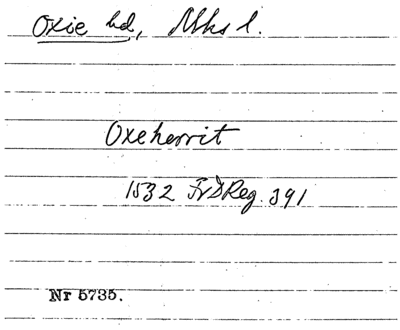 Oxie hd, Mhs l.
Oxeherrit
1532 FrDReg. 391
Nr 5735.